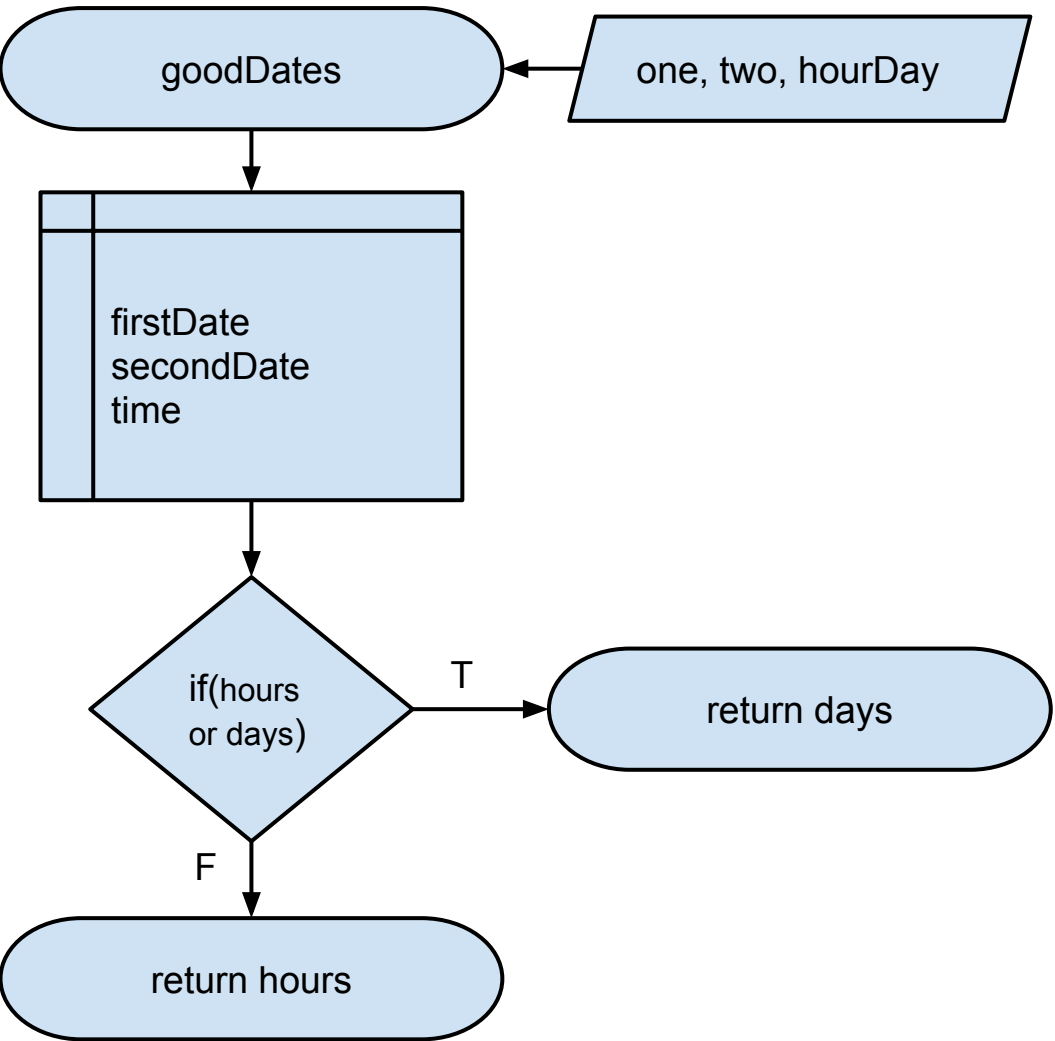 goodDates
one, two, hourDay
firstDate
secondDate
time
if(hours
or days)
T
return days
F
return hours